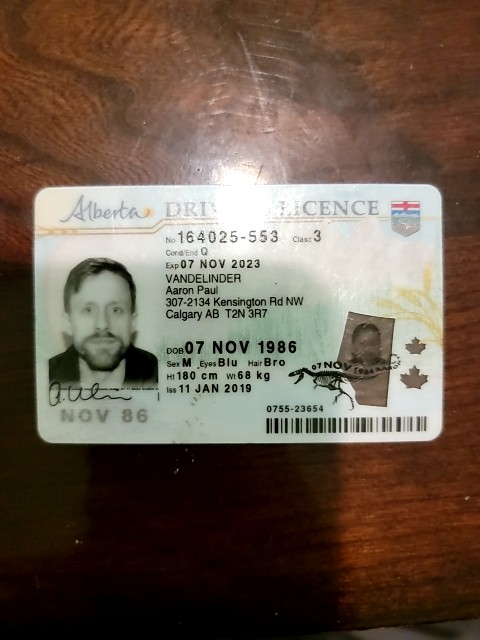 Alberta DRI LICENCE
No 164025-553 Class 3
Cond/End Q
Exp 07 NOV 2023
VANDELINDER
Aaron Paul
307-2134 Kensington Rd NW
Calgary AB T2N 3R7
DOB 07 NOV 1986
Sex M Eyes Blu Hair Bro
Ht 180 cm Wt 68 kg
Iss 11 JAN 2019
NOV 86
07 NOV
0755-23654